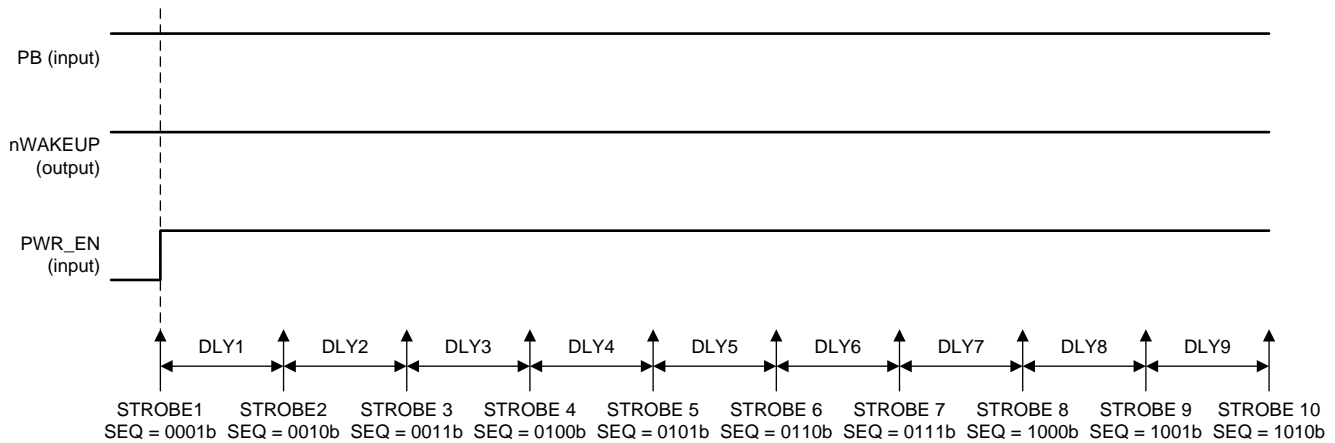 PB (input)
nWAKEUP
(output)
PWR_EN
(input)
DLY1 DLY2 DLY3 DLY4 DLY5 DLY6 DLY7 DLY8 DLY9
STROBE1 STROBE2 STROBE 3 STROBE 4 STROBE 5 STROBE 6 STROBE 7 STROBE 8 STROBE 9 STROBE 10
SEQ = 0001b SEQ = 0010b SEQ = 0011b SEQ = 0100b SEQ = 0101b SEQ = 0110b SEQ = 0111b SEQ = 1000b SEQ = 1001b SEQ = 1010b